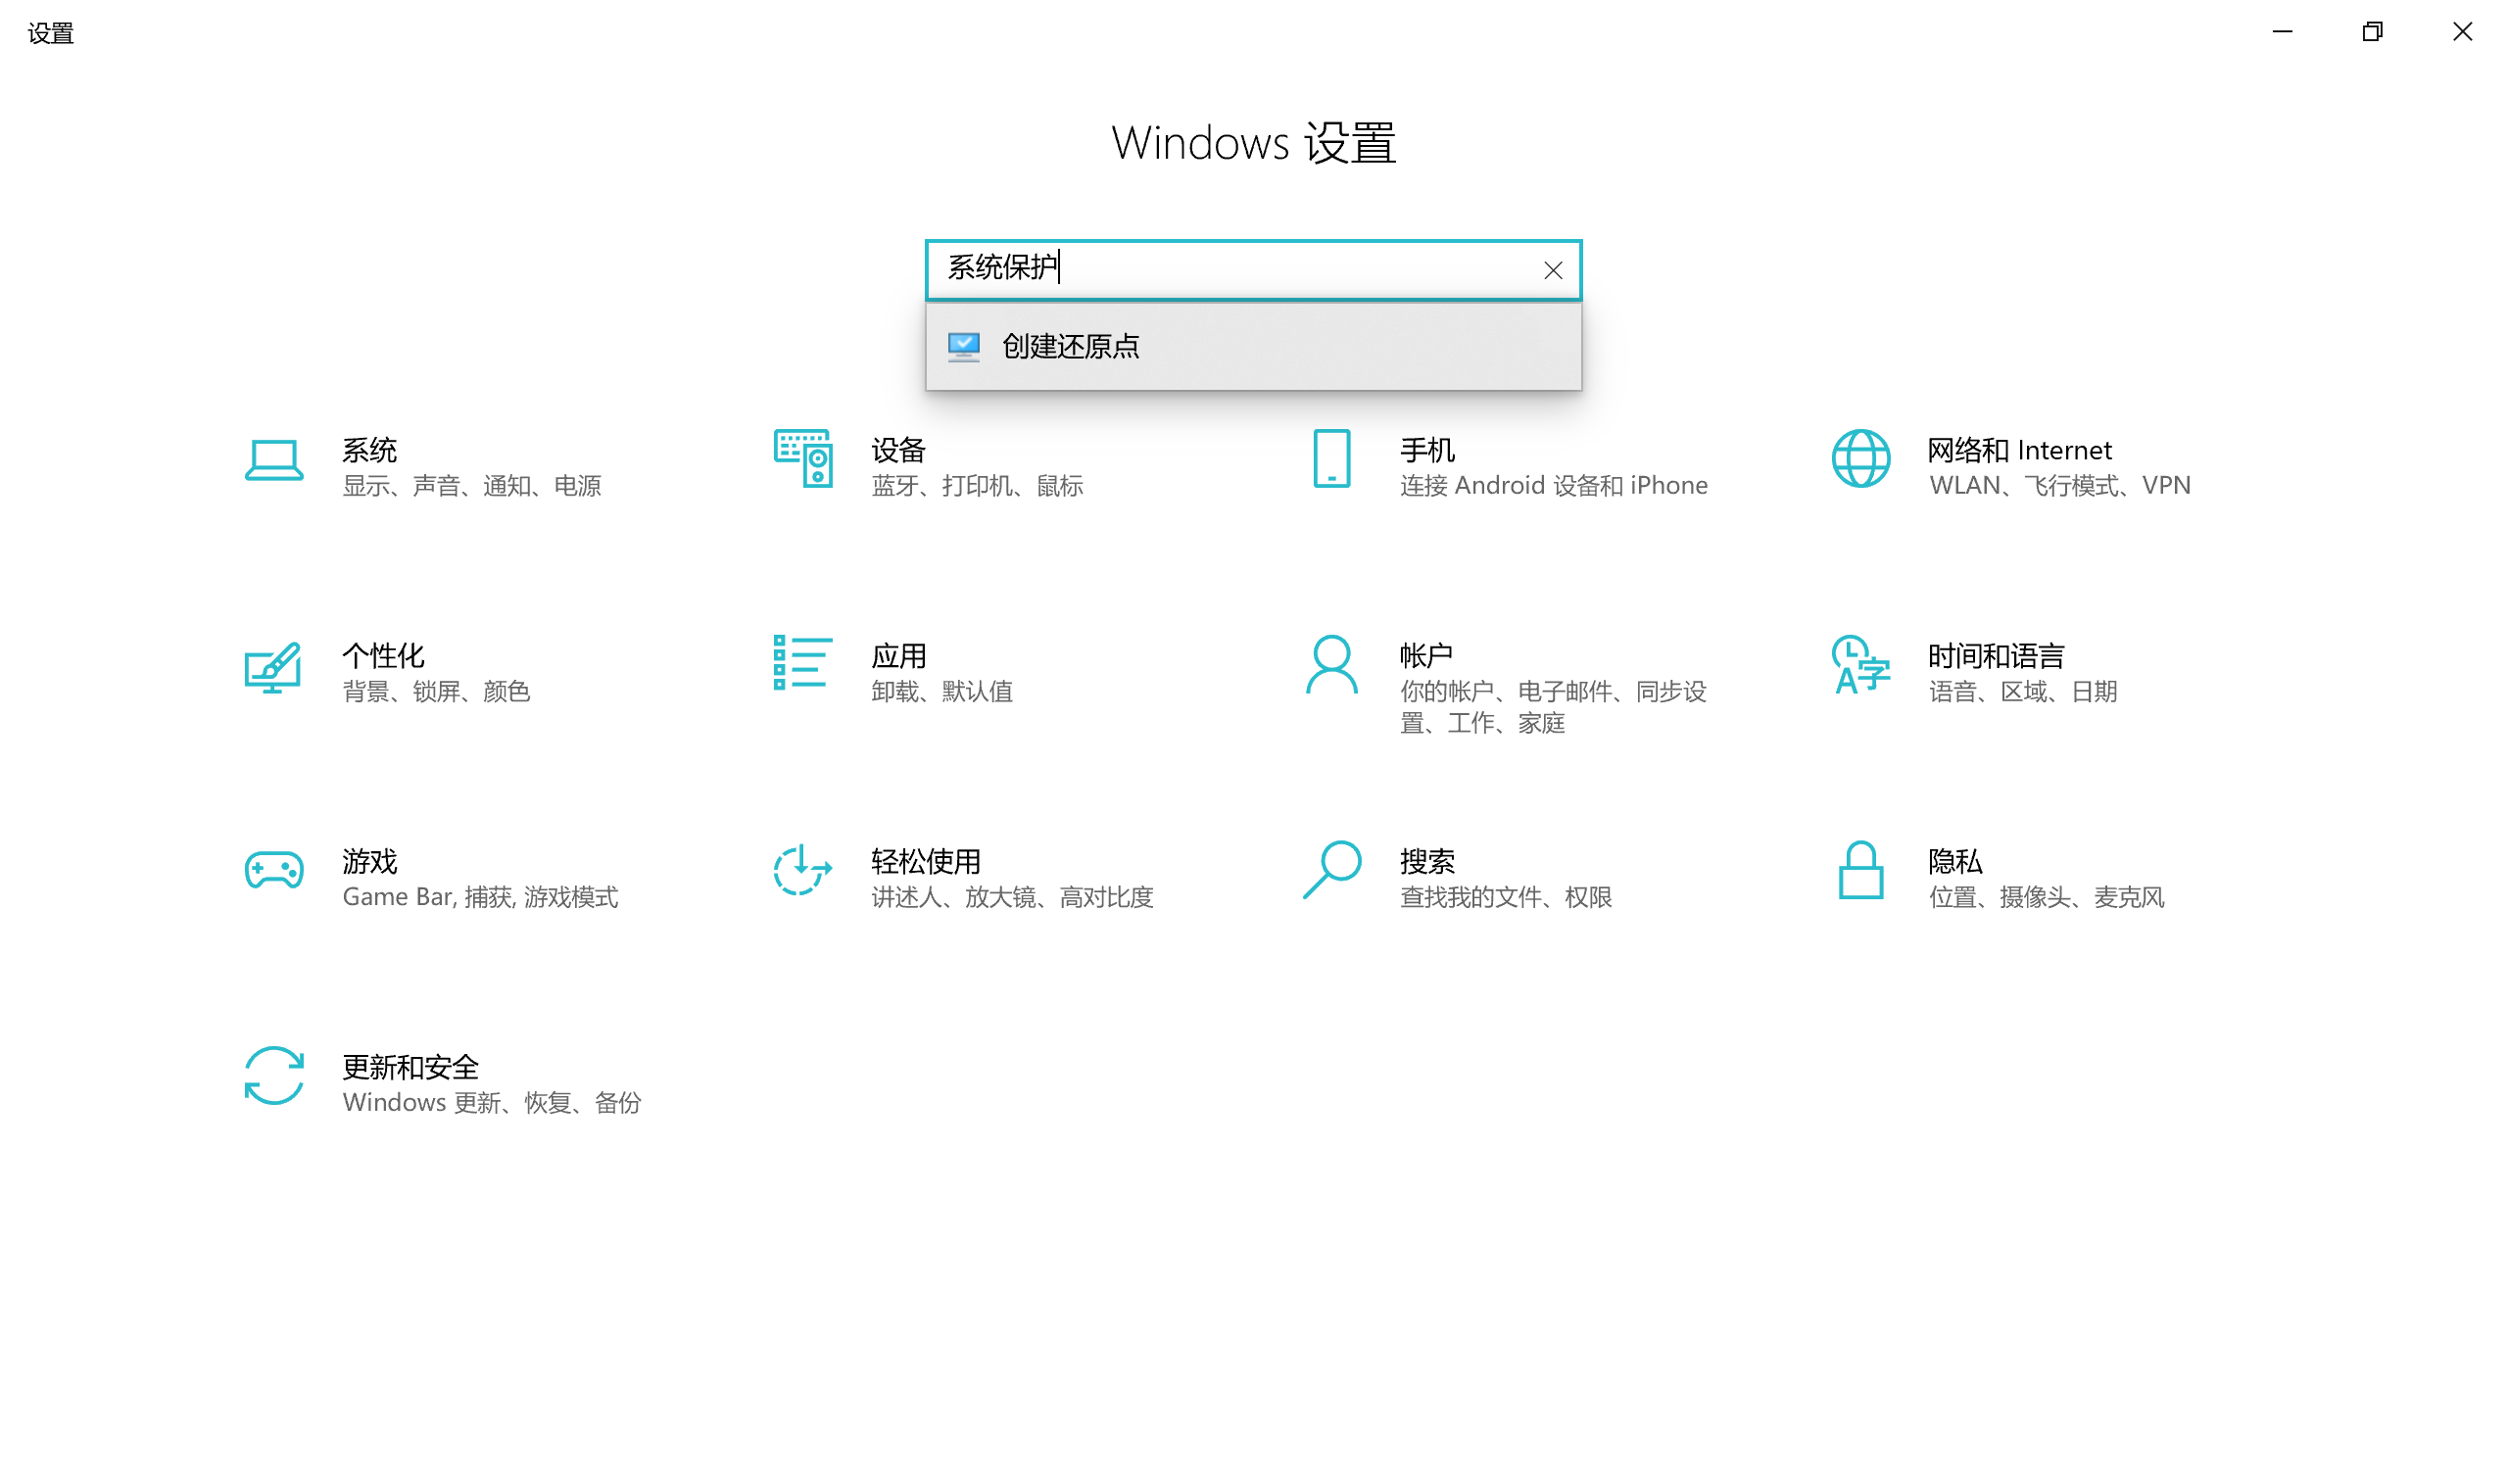 设置
Windows 设置
系统保护
创建还原点
系统
显示、声音、通知、电源
设备
蓝牙、打印机、鼠标
手机
连接 Android 设备和 iPhone
网络和 Internet
WLAN、飞行模式、VPN
个性化
背景、锁屏、颜色
应用
卸载、默认值
帐户
你的帐户、电子邮件、同步设
置、工作、家庭
时间和语言
语音、区域、日期
游戏
Game Bar, 捕获, 游戏模式
轻松使用
讲述人、放大镜、高对比度
搜索
查找我的文件、权限
隐私
位置、摄像头、麦克风
更新和安全
Windows 更新、恢复、备份